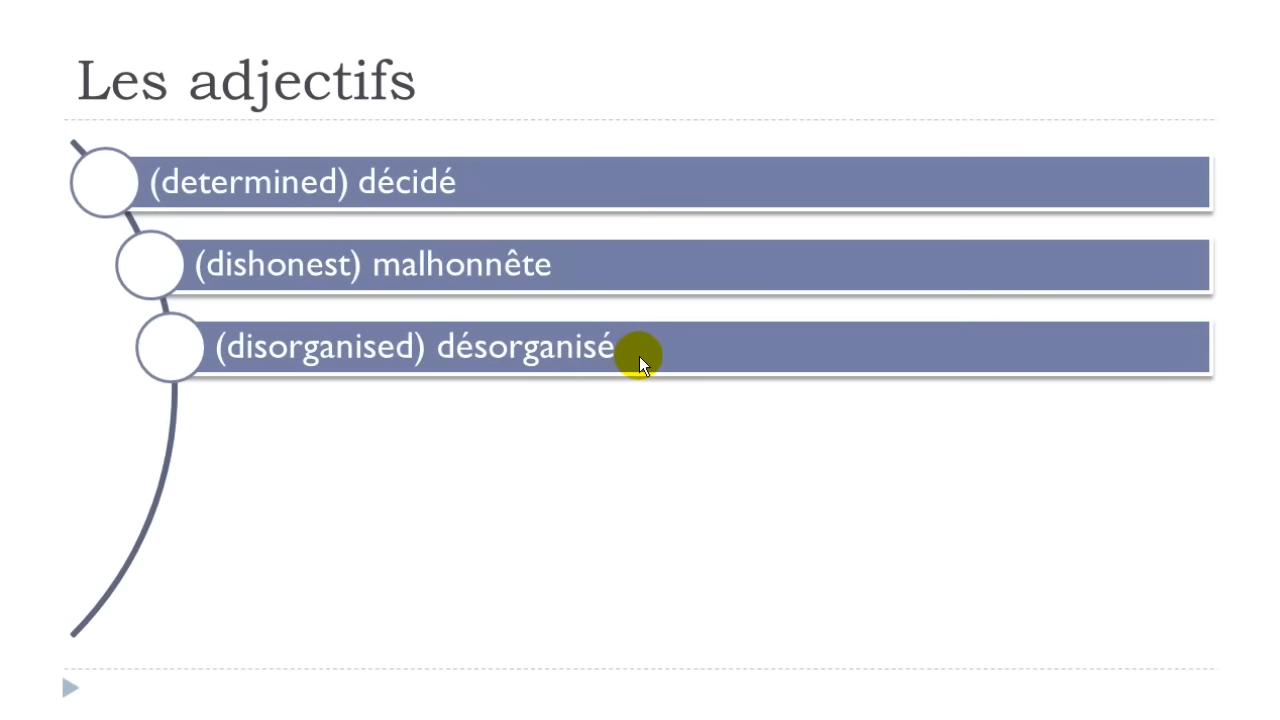 Les adjectifs
(determined) décidé
(dishonest) malhonnête
(disorganised) désorganisé